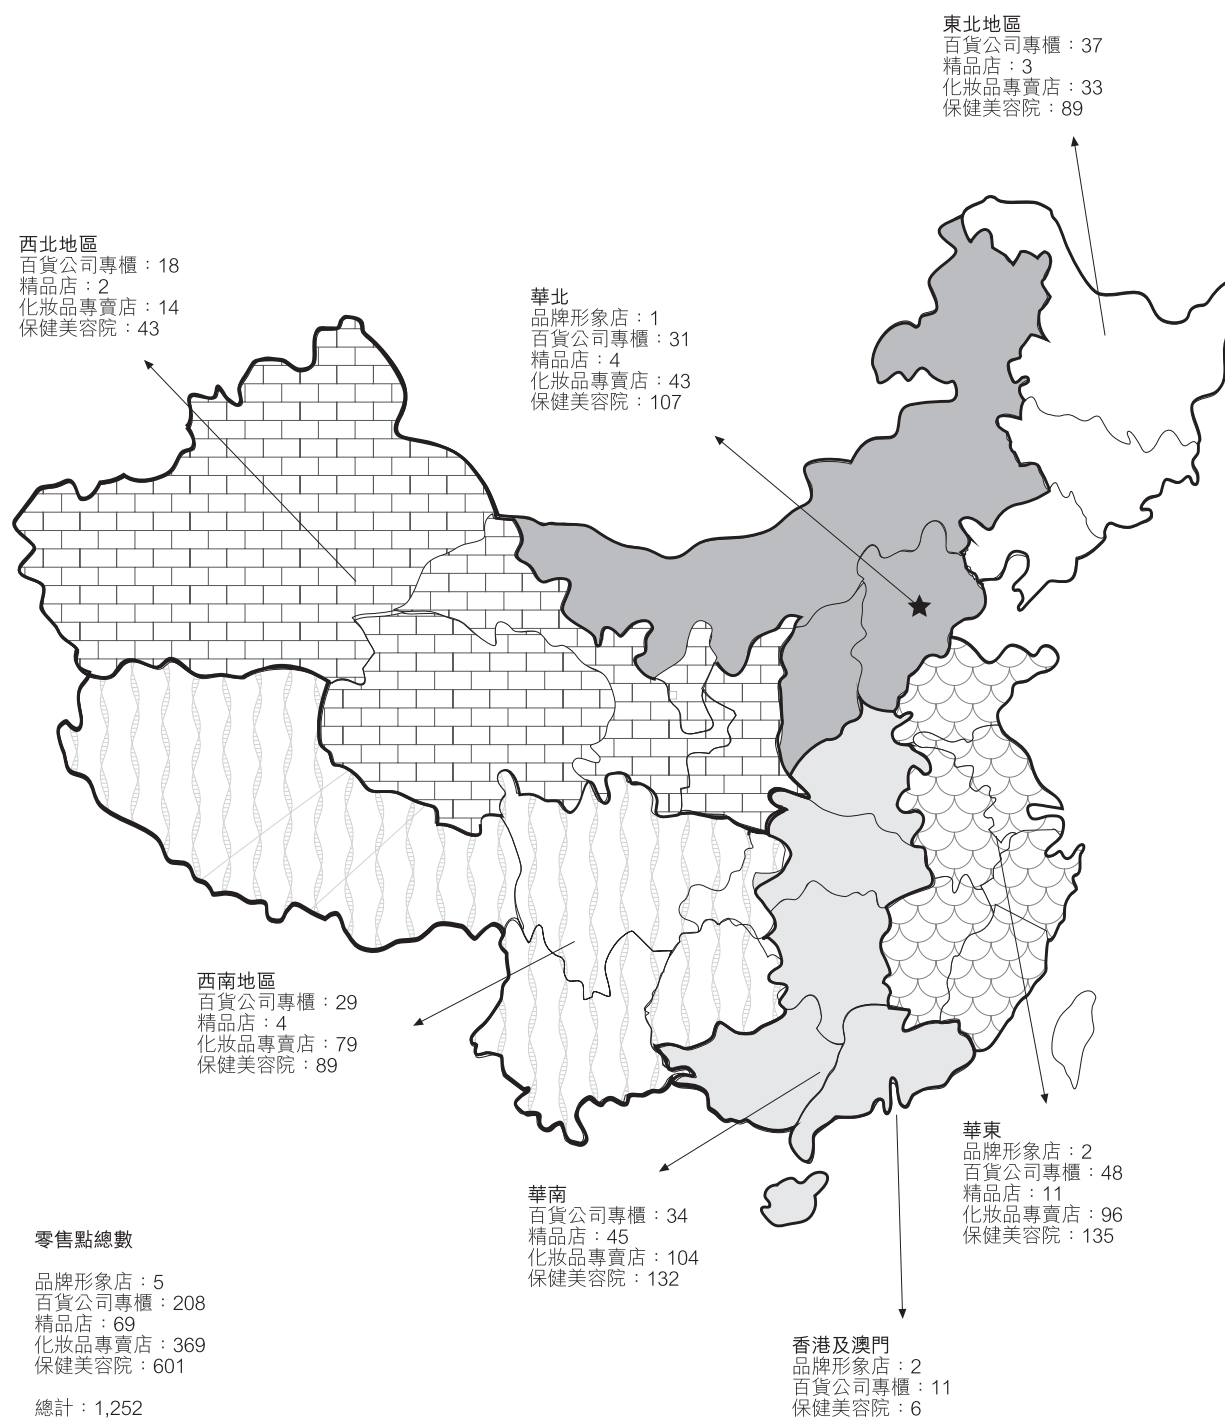 東北地區
百貨公司專櫃：37
精品店：3
化妝品專賣店：33
保健美容院：89
西北地區
百貨公司專櫃：18
精品店：2
化妝品專賣店：14
保健美容院：43
華北
品牌形象店：1
百貨公司專櫃：31
精品店：4
化妝品專賣店：43
保健美容院：107
西南地區
百貨公司專櫃：29
精品店：4
化妝品專賣店：79
保健美容院：89
華東
品牌形象店：2
百貨公司專櫃：48
精品店：11
化妝品專賣店：96
保健美容院：135
華南
百貨公司專櫃：34
精品店：45
化妝品專賣店：104
保健美容院：132
零售點總數
品牌形象店：5
百貨公司專櫃：208
精品店：69
化妝品專賣店：369
保健美容院：601
總計：1,252
香港及澳門
品牌形象店：2
百貨公司專櫃：11
保健美容院：6